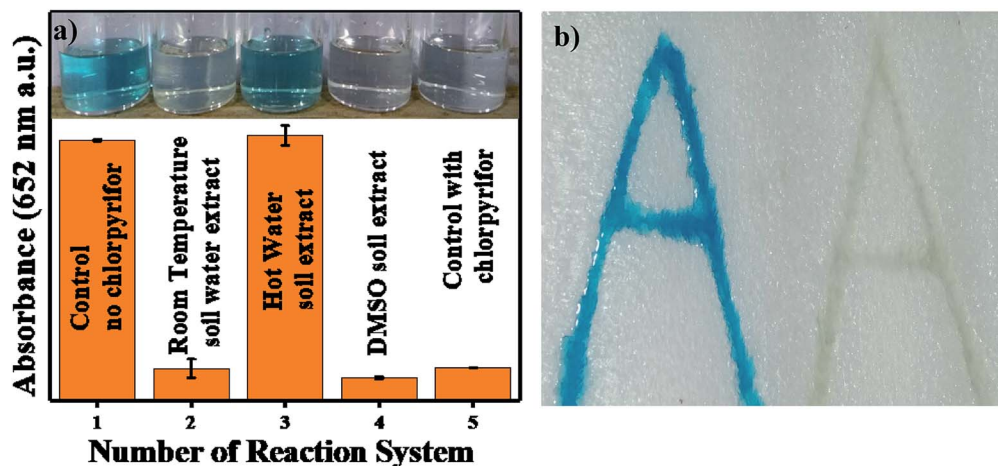 a)
Absorbance (652 nm a.u.)
Control
no chlorpyrifor
Room Temperature
soil water extract
Hot Water
soil extract
DMSO soil extract
Control with
chlorpyrifor
1 2 3 4 5
Number of Reaction System
b)
A A